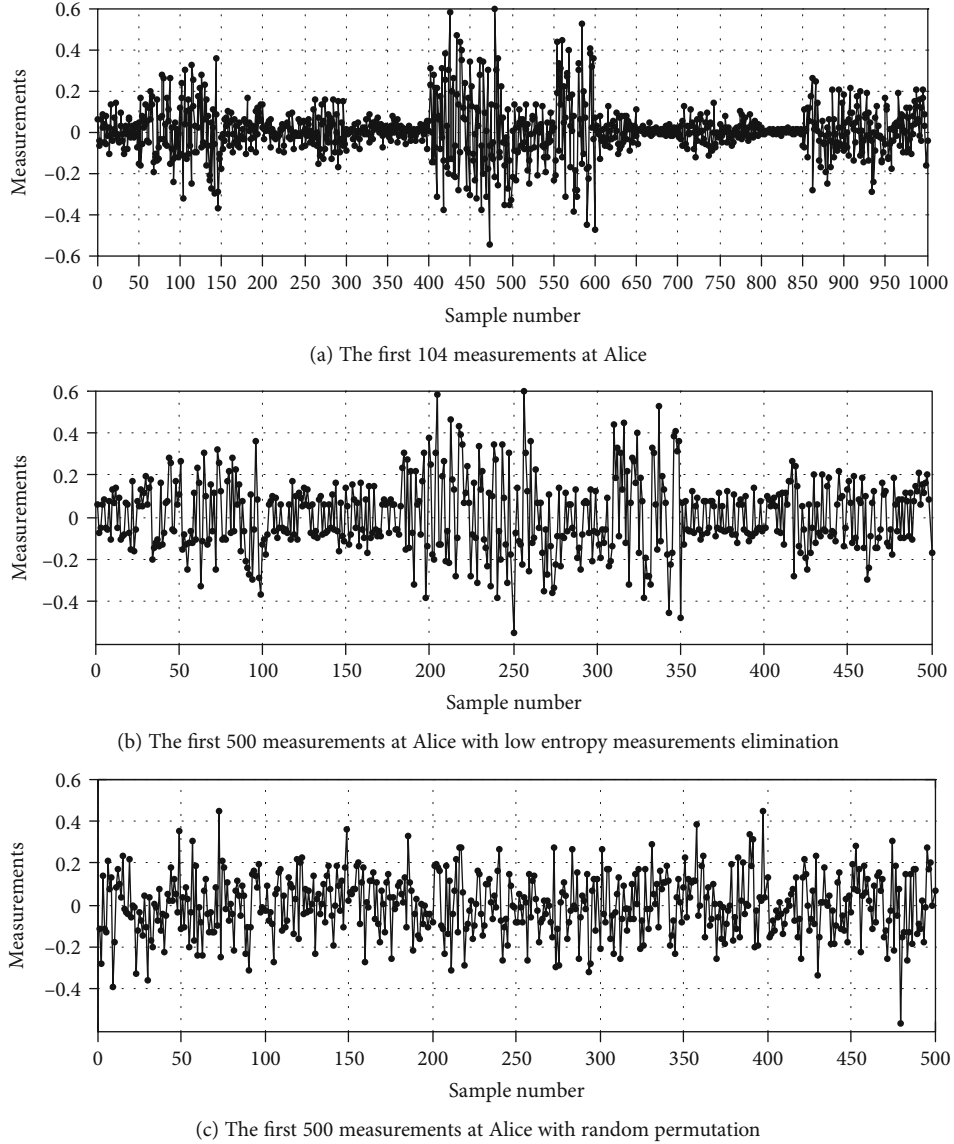 0.6
0.4
0.2
0
−0.2
−0.4
−0.6
Measurements
0 50 100 150 200 250 300 350 400 450 500 550 600 650 700 750 800 850 900 950 1000
Sample number
(a) The first 104 measurements at Alice
0.6
0.4
0.2
0
−0.2
−0.4
Measurements
0 50 100 150 200 250 300 350 400 450 500
Sample number
(b) The first 500 measurements at Alice with low entropy measurements elimination
0.6
0.4
0.2
0
−0.2
−0.4
Measurements
0 50 100 150 200 250 300 350 400 450 500
Sample number
(c) The first 500 measurements at Alice with random permutation